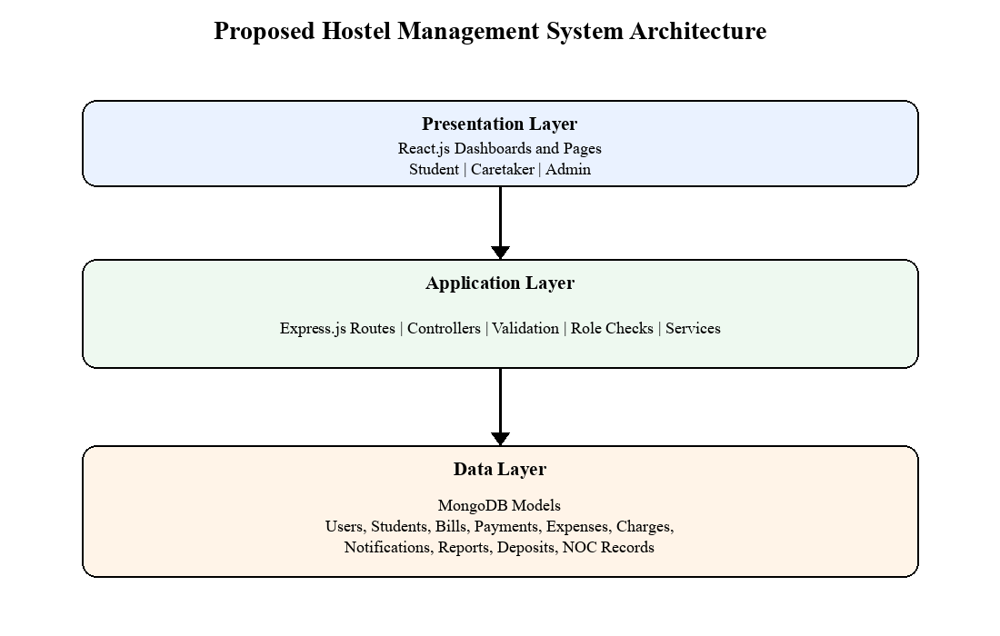 Proposed Hostel Management System Architecture
Presentation Layer
React.js Dashboards and Pages
Student | Caretaker | Admin
Application Layer
Express.js Routes | Controllers | Validation | Role Checks | Services
Data Layer
MongoDB Models
Users, Students, Bills, Payments, Expenses, Charges,
Notifications, Reports, Deposits, NOC Records